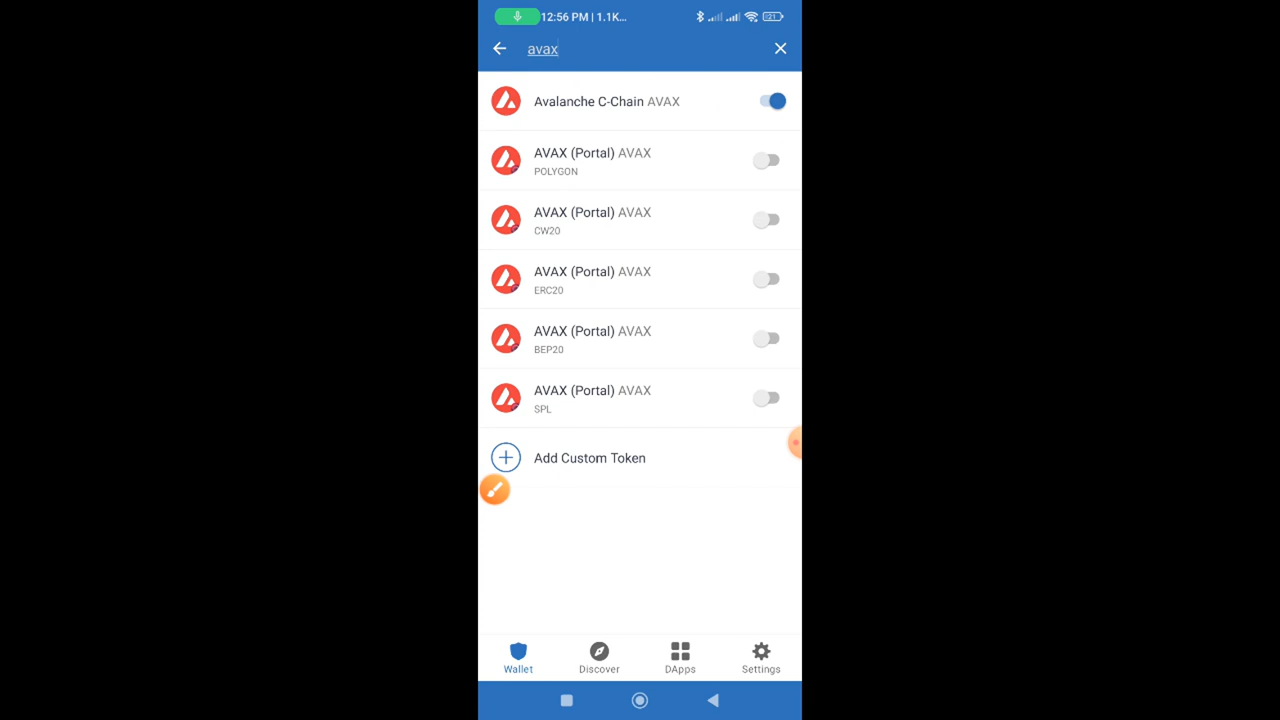 12:56 PM | 1.1K...
21
avax
Avalanche C-Chain AVAX
AVAX (Portal) AVAX
POLYGON
AVAX (Portal) AVAX
CW20
AVAX (Portal) AVAX
ERC20
AVAX (Portal) AVAX
BEP20
AVAX (Portal) AVAX
SPL
Add Custom Token
Wallet Discover DApps Settings